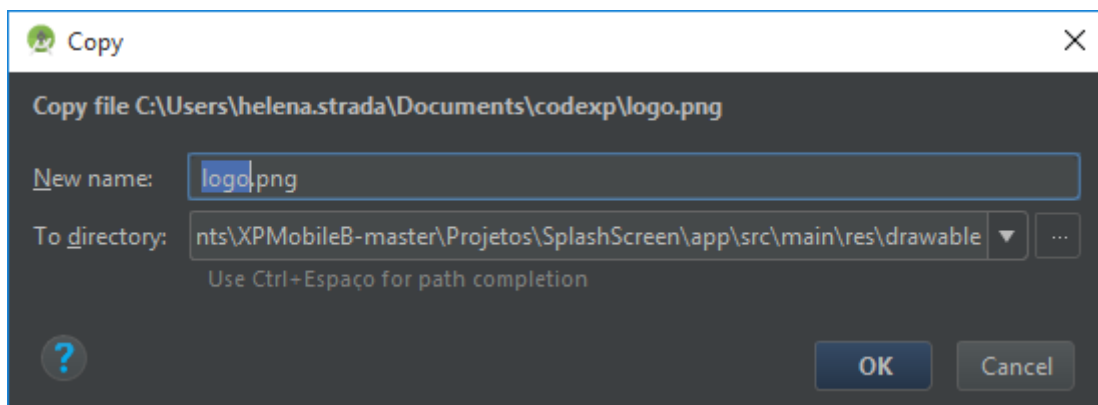 Copy
Copy file C:\Users\helena.strada\Documents\codexp\logo.png
New name: logo.png
To directory: nts\XPMobileB-master\Projetos\SplashScreen\app\src\main\res\drawable ...
Use Ctrl+Espaço for path completion
? OK Cancel